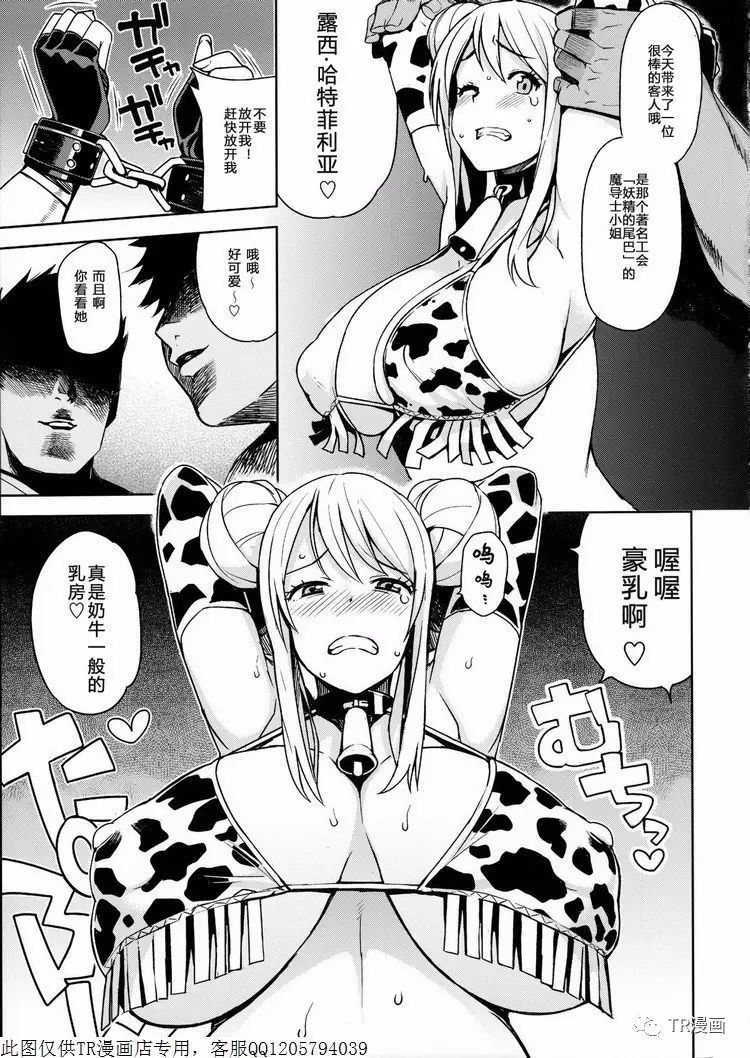 今天带来了一位
很棒的客人哦
是那个著名工会
「妖精的尾巴」的
魔导士小姐
露西·哈特菲利亚♡
ガチャ
ガチャ
不要
放开我！
赶快放开我
哦哦~
好可爱~♡
而且啊
你看看她
喔喔
豪乳啊♡
呜呜…
真是奶牛一般的
乳房♡
むちっ♡
TR漫画
此图仅供TR漫画店专用，客服QQ1205794039